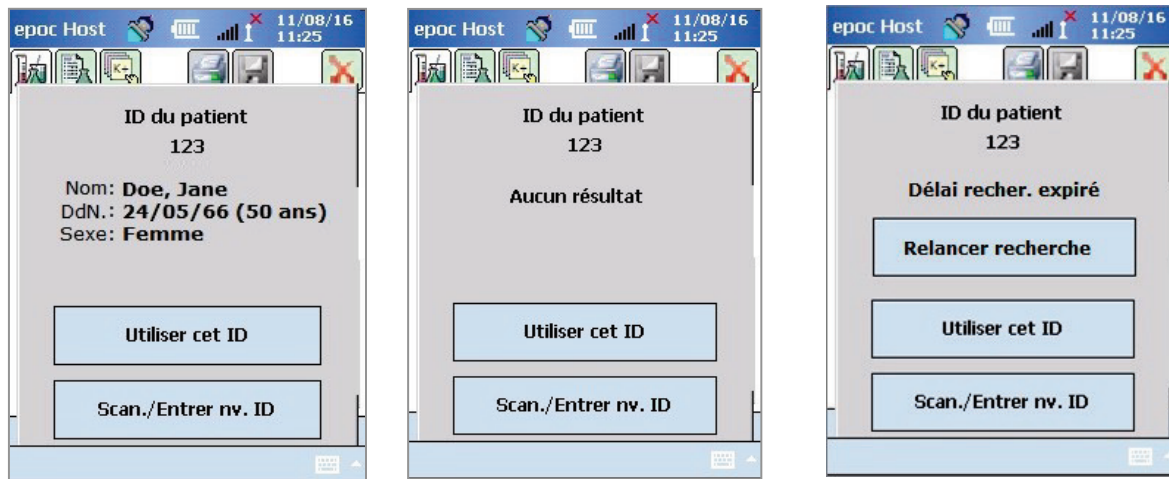 epoc Host 11/08/16
11:25
K+
ID du patient
123
Nom: Doe, Jane
DdN.: 24/05/66 (50 ans)
Sexe: Femme
Utiliser cet ID
Scan./Entrer nv. ID
epoc Host 11/08/16
11:25
K+
ID du patient
123
Aucun résultat
Utiliser cet ID
Scan./Entrer nv. ID
epoc Host 11/08/16
11:25
K+
ID du patient
123
Délai recher. expiré
Relancer recherche
Utiliser cet ID
Scan./Entrer nv. ID